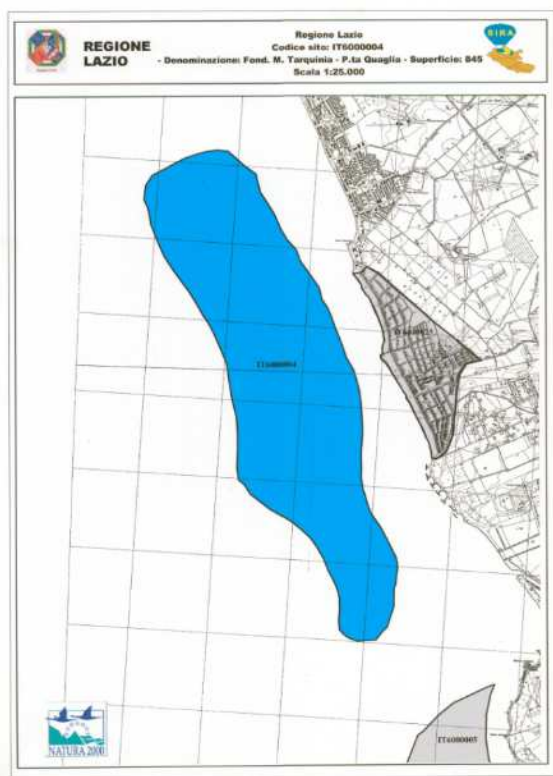 REGIONE
LAZIO
Regione Lazio
Codice sito: IT6000004
- Denominazione: Fond. M. Tarquinia - P.ta Quaglia - Superficie: 845
Scala 1:25.000
SIRA
IT6000004
IT6000005
NATURA 2000